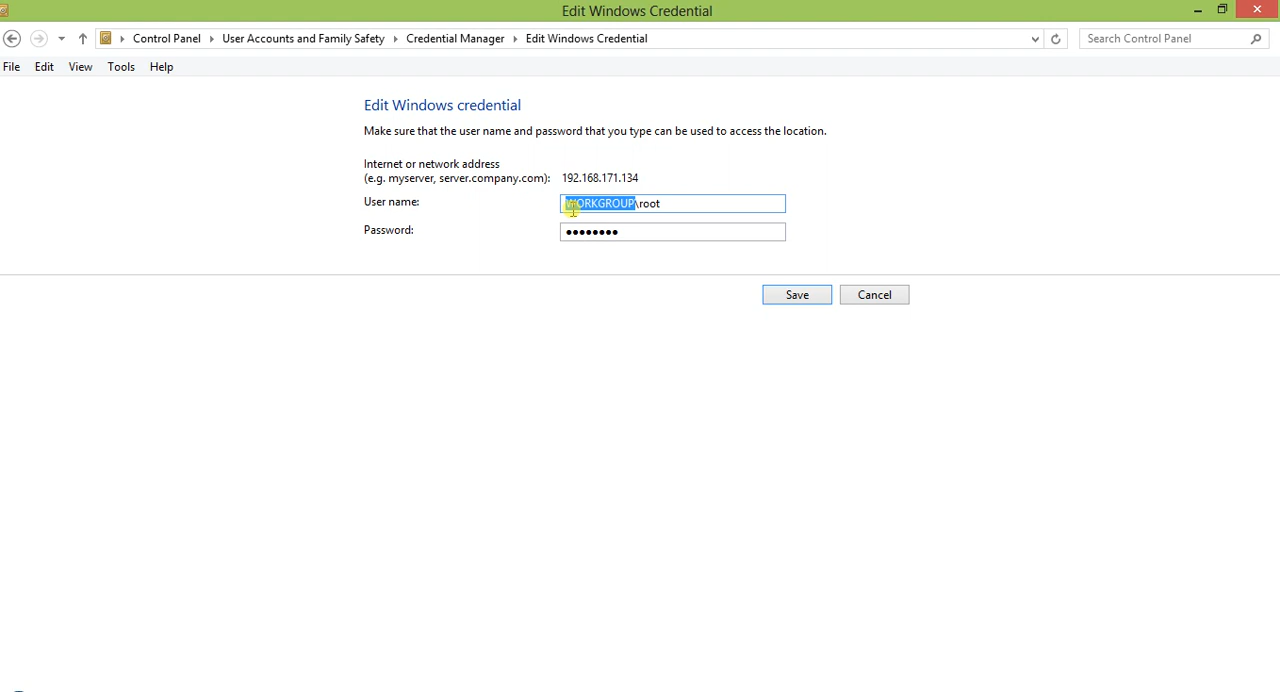 Edit Windows Credential
Control Panel User Accounts and Family Safety Credential Manager Edit Windows Credential
Search Control Panel
File Edit View Tools Help
Edit Windows credential
Make sure that the user name and password that you type can be used to access the location.
Internet or network address
(e.g. myserver, server.company.com): 192.168.171.134
User name: WORKGROUP\root
Password: ••••••••
Save Cancel